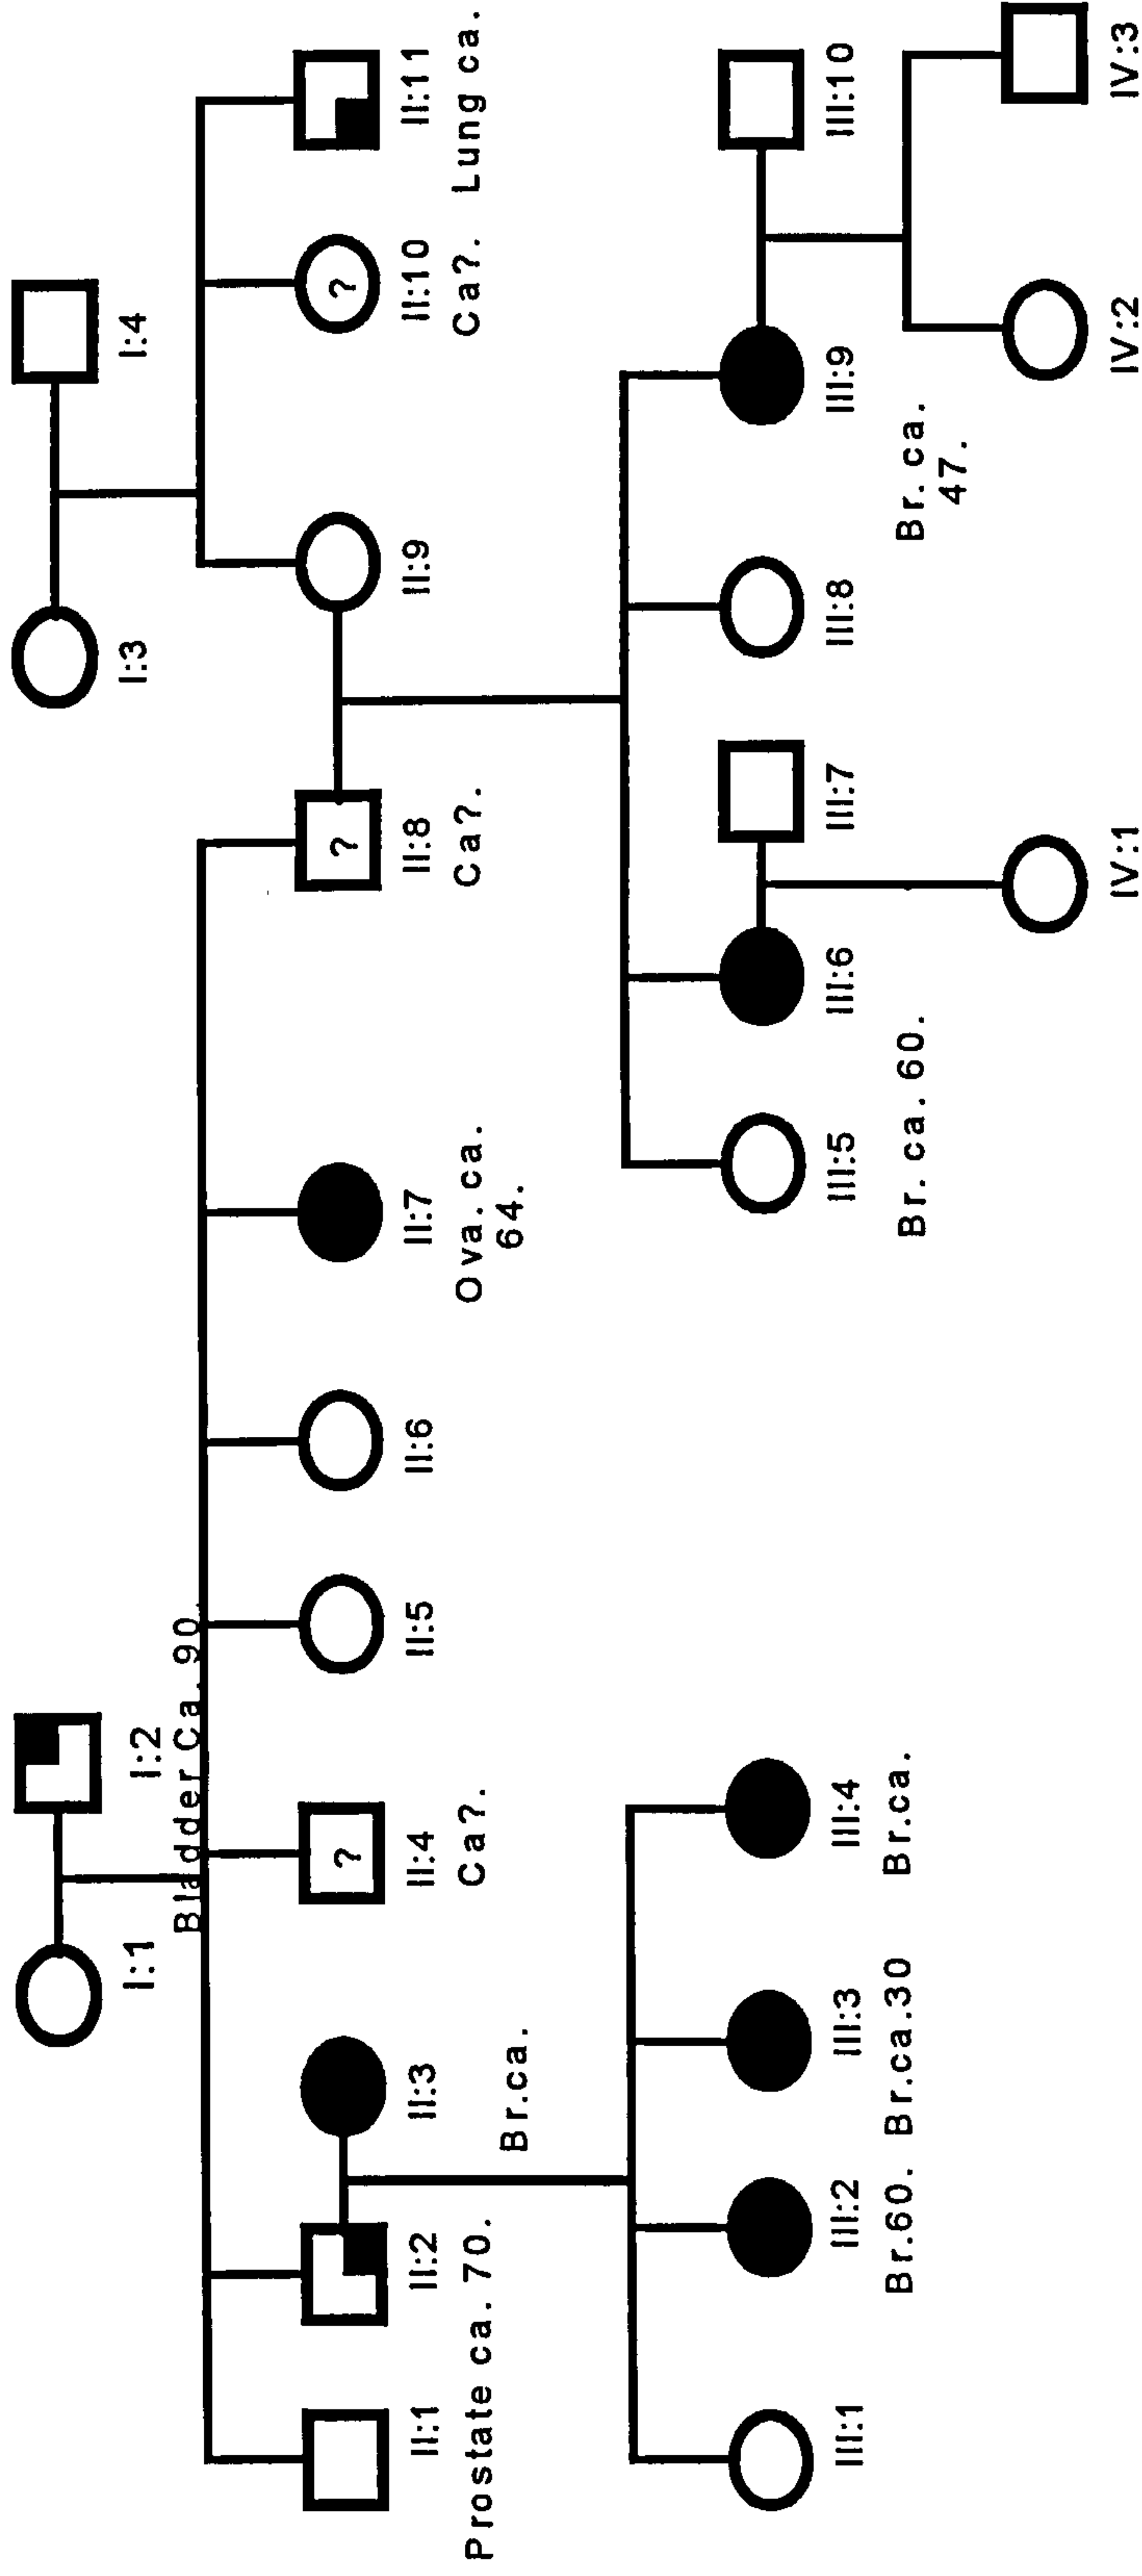 I:1
I:2
I:3
I:4
Bladder Ca. 90.
II:1
II:2
II:3
II:4
II:5
II:6
II:7
II:8
II:9
II:10
II:11
?
?
?
Prostate ca. 70.
Br.ca.
Ca?.
Ova. ca.
64.
Ca?.
Ca?.
Lung ca.
III:1
III:2
III:3
III:4
III:5
III:6
III:7
III:8
III:9
III:10
Br.60.
Br.ca.30
Br.ca.
Br. ca. 60.
Br. ca.
47.
IV:1
IV:2
IV:3